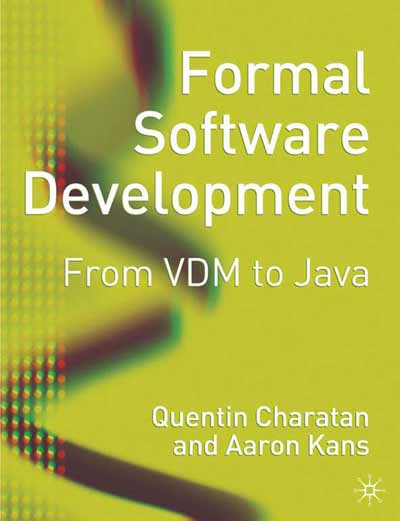 Formal
Software
Development
From VDM to Java
Quentin Charatan
and Aaron Kans